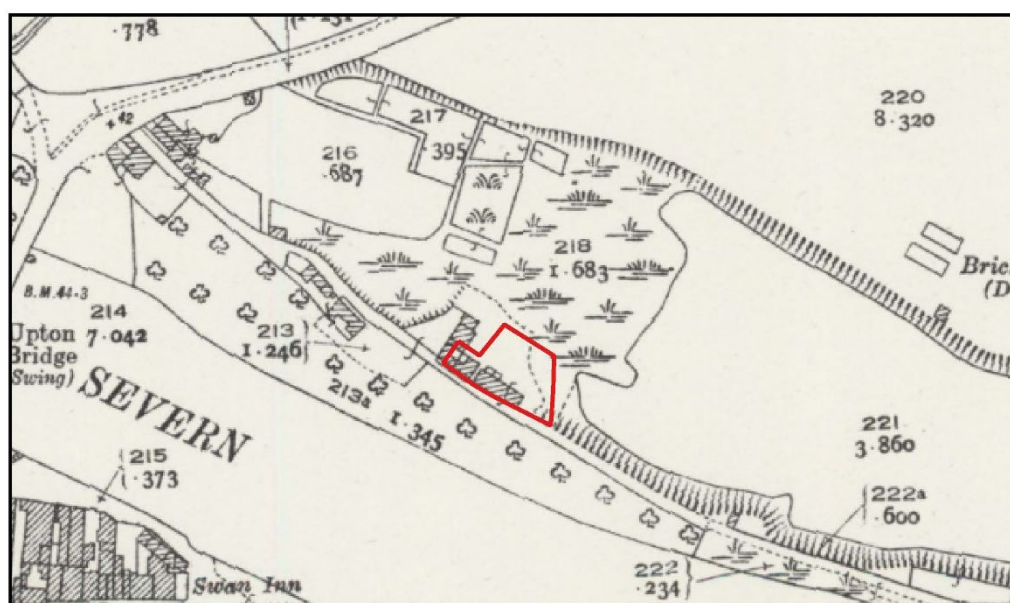 .778
+ 42
217
.395
216
.687
220
8.320
218
1.683
B.M.44.3
214
7.042
Upton
Bridge
(Swing)
213
1.246
213a
1.345
SEVERN
215
.373
221
3.860
222a
.600
222
.234
Swan Inn